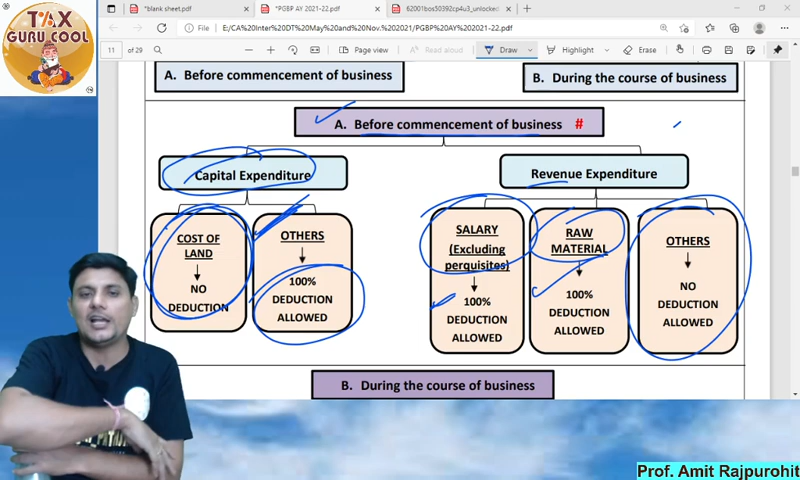 TAX
GURU COOL
*blank sheet.pdf
*PGBP AY 2021-22.pdf
62001bos50392cp4u3_unlocked
E:/CA%20Inter%20DT%20May%20and%20Nov.%202021/PGBP%20AY%202021-22.pdf
11 of 29
Page view
Read aloud
Draw
Highlight
Erase
A. Before commencement of business
B. During the course of business
A. Before commencement of business #
Capital Expenditure
Revenue Expenditure
COST OF
LAND
NO
DEDUCTION
OTHERS
100%
DEDUCTION
ALLOWED
SALARY
(Excluding
perquisites)
100%
DEDUCTION
ALLOWED
RAW
MATERIAL
100%
DEDUCTION
ALLOWED
OTHERS
NO
DEDUCTION
ALLOWED
B. During the course of business
Prof. Amit Rajpurohit